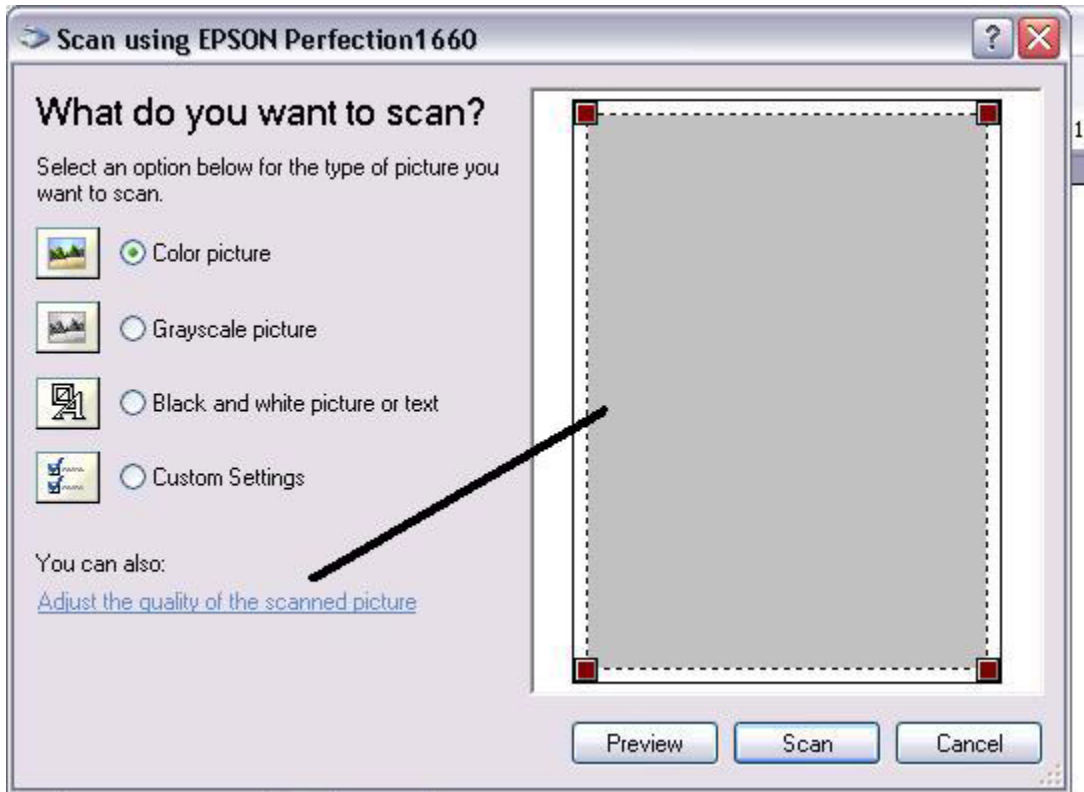 Scan using EPSON Perfection1660
What do you want to scan?
Select an option below for the type of picture you
want to scan.
Color picture
Grayscale picture
Black and white picture or text
Custom Settings
You can also:
Adjust the quality of the scanned picture
Preview
Scan
Cancel
1